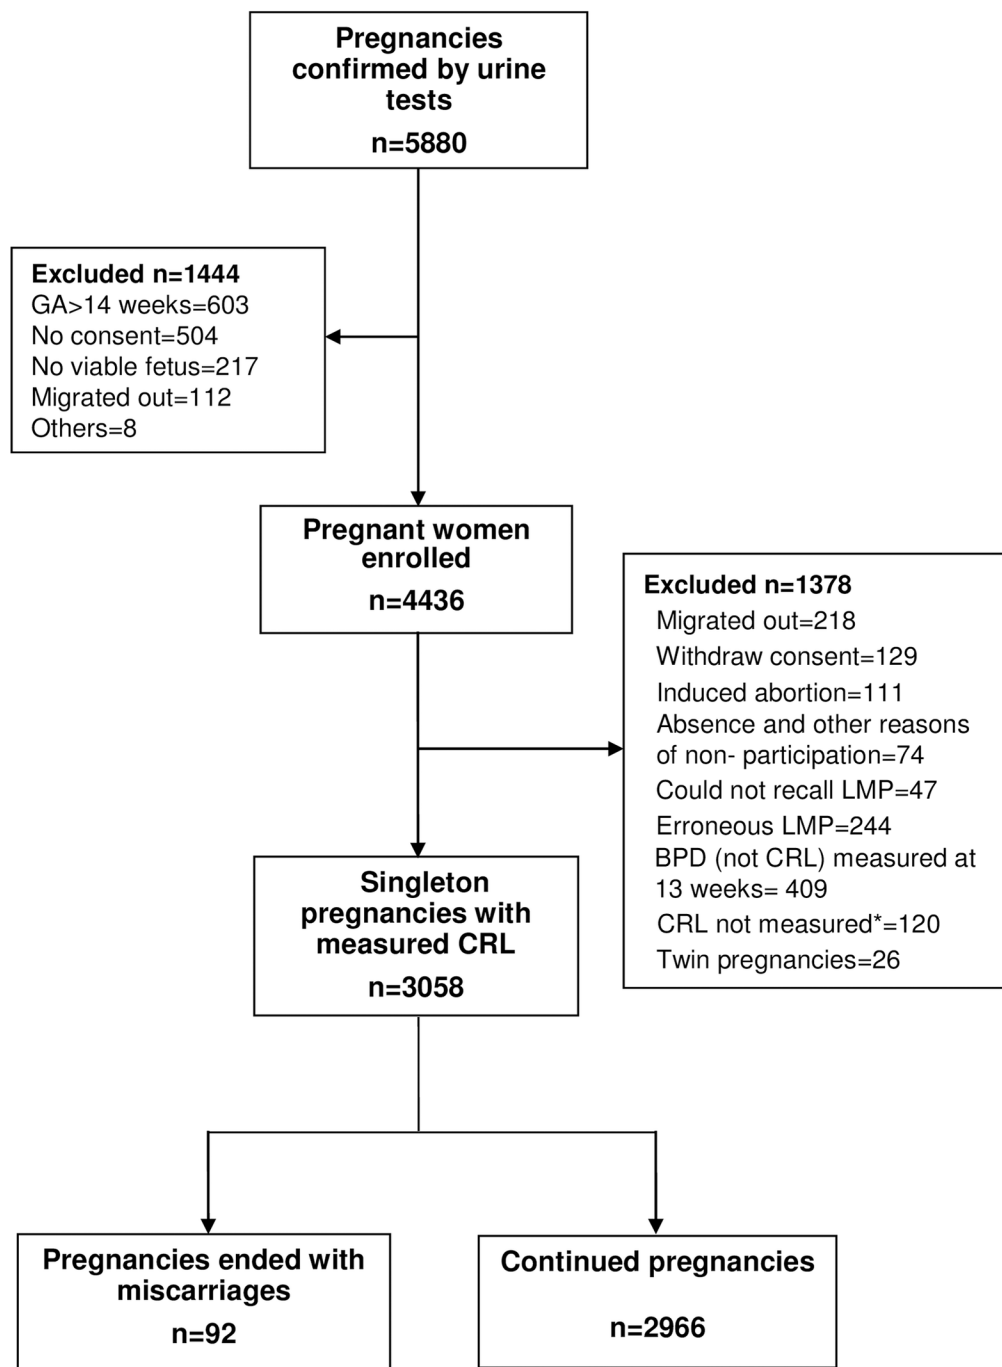 Pregnancies
confirmed by urine
tests
n=5880
Excluded n=1444
GA>14 weeks=603
No consent=504
No viable fetus=217
Migrated out=112
Others=8
Pregnant women
enrolled
n=4436
Excluded n=1378
Migrated out=218
Withdraw consent=129
Induced abortion=111
Absence and other reasons
of non- participation=74
Could not recall LMP=47
Erroneous LMP=244
BPD (not CRL) measured at
13 weeks= 409
CRL not measured*=120
Twin pregnancies=26
Singleton
pregnancies with
measured CRL
n=3058
Pregnancies ended with
miscarriages
n=92
Continued pregnancies
n=2966